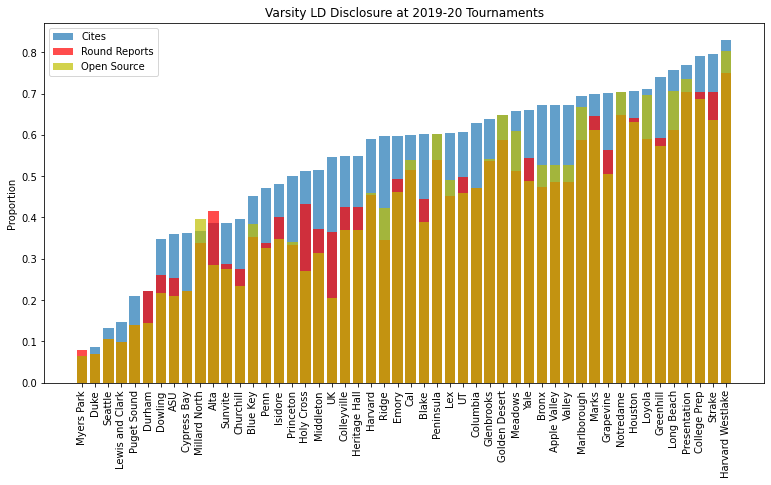 Varsity LD Disclosure at 2019-20 Tournaments
Cites
Round Reports
Open Source
Proportion
0.8
0.7
0.6
0.5
0.4
0.3
0.2
0.1
0.0
Myers Park
Duke
Seattle
Lewis and Clark
Puget Sound
Durham
Dowling
ASU
Cypress Bay
Millard North
Alta
Sunvite
Churchill
Blue Key
Penn
Isidore
Princeton
Holy Cross
Middleton
UK
Colleyville
Heritage Hall
Harvard
Ridge
Emory
Cal
Blake
Peninsula
Lex
UT
Columbia
Glenbrooks
Golden Desert
Meadows
Yale
Bronx
Apple Valley
Valley
Marlborough
Marks
Grapevine
Notredame
Houston
Loyola
Greenhill
Long Beach
Presentation
College Prep
Strake
Harvard Westlake